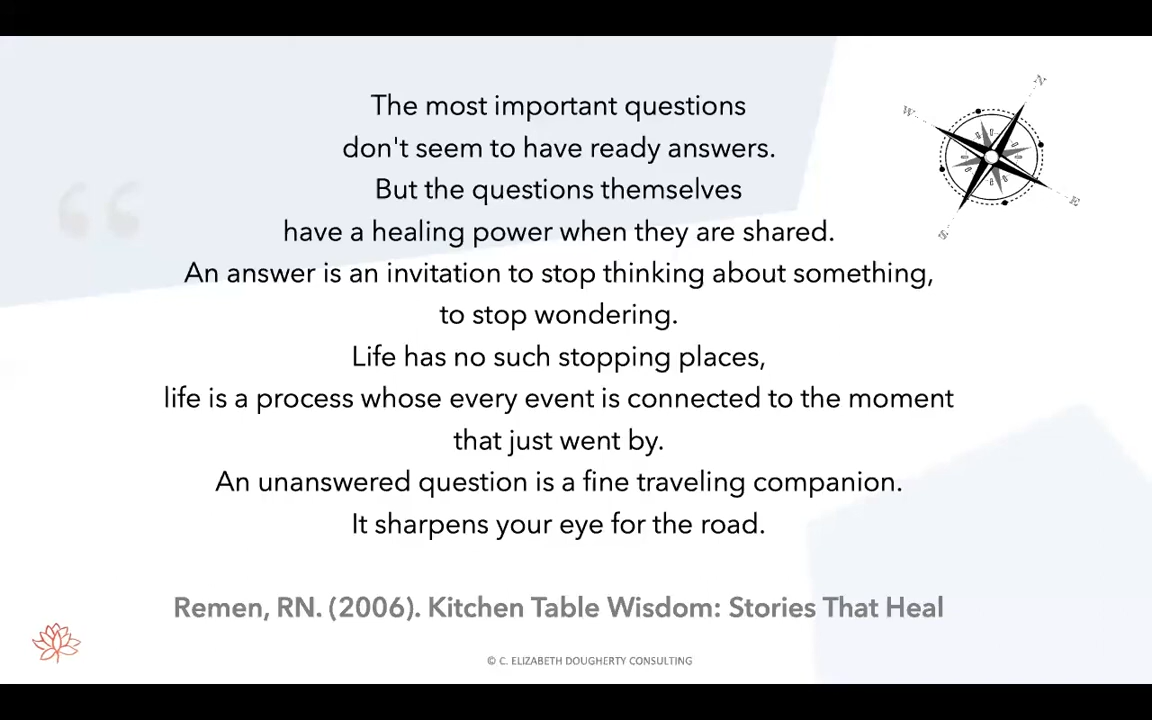 N
W
E
S
The most important questions
don't seem to have ready answers.
But the questions themselves
have a healing power when they are shared.
An answer is an invitation to stop thinking about something,
to stop wondering.
Life has no such stopping places,
life is a process whose every event is connected to the moment
that just went by.
An unanswered question is a fine traveling companion.
It sharpens your eye for the road.
Remen, RN. (2006). Kitchen Table Wisdom: Stories That Heal
© C. ELIZABETH DOUGHERTY CONSULTING